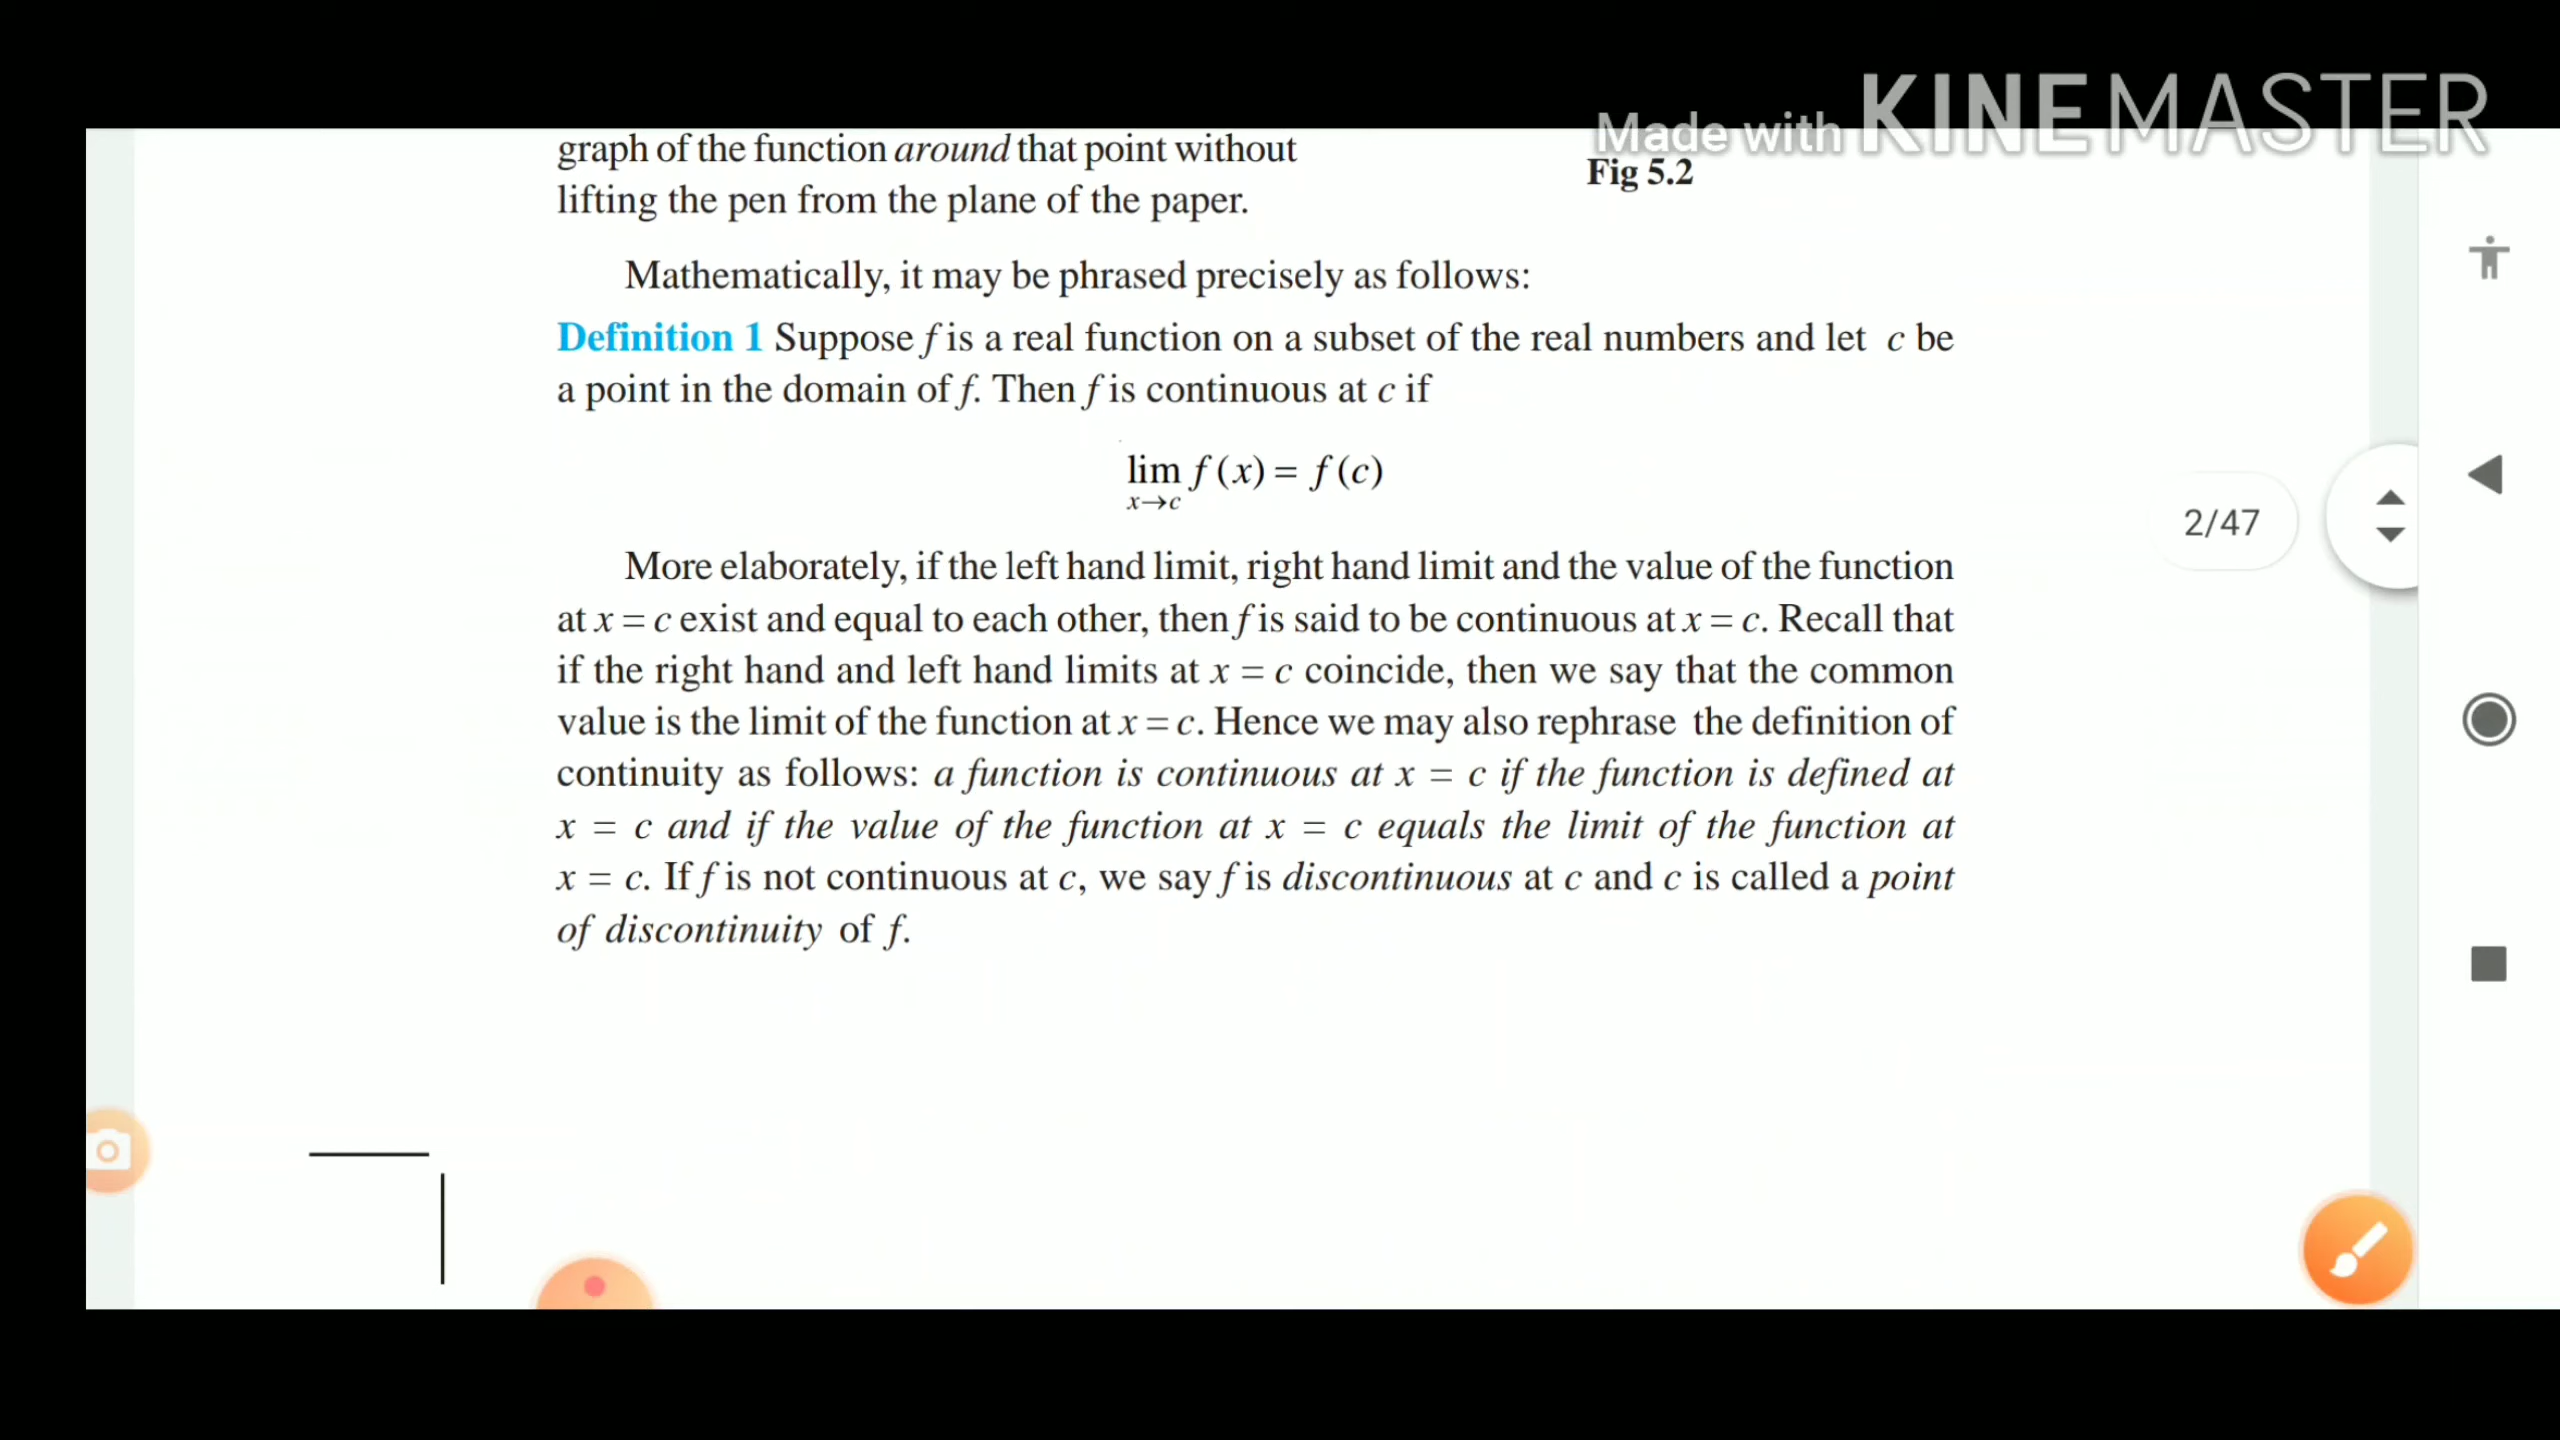 Made with KINEMASTER
graph of the function around that point without
Fig 5.2
lifting the pen from the plane of the paper.
Mathematically, it may be phrased precisely as follows:
Definition 1 Suppose f is a real function on a subset of the real numbers and let c be
a point in the domain of f. Then f is continuous at c if
lim f (x) = f (c)
x→c
2/47
More elaborately, if the left hand limit, right hand limit and the value of the function
at x = c exist and equal to each other, then f is said to be continuous at x = c. Recall that
if the right hand and left hand limits at x = c coincide, then we say that the common
value is the limit of the function at x = c. Hence we may also rephrase the definition of
continuity as follows: a function is continuous at x = c if the function is defined at
x = c and if the value of the function at x = c equals the limit of the function at
x = c. If f is not continuous at c, we say f is discontinuous at c and c is called a point
of discontinuity of f.